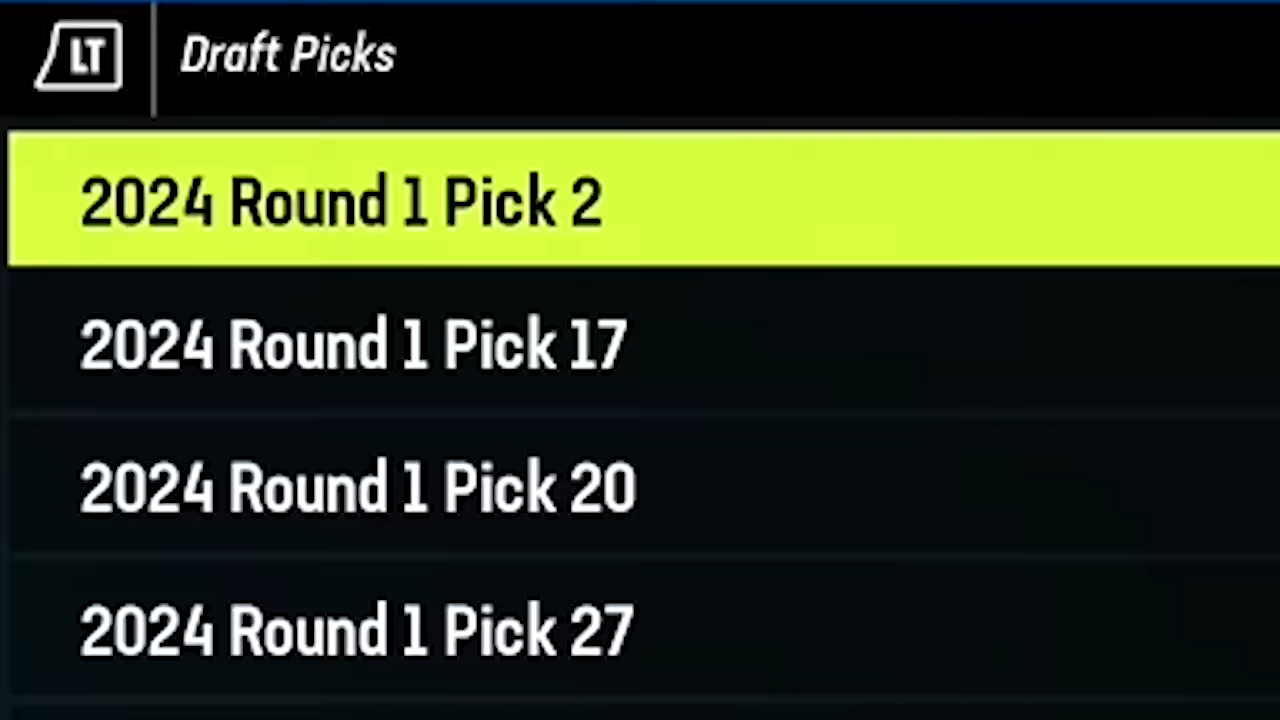 LT Draft Picks
2024 Round 1 Pick 2
2024 Round 1 Pick 17
2024 Round 1 Pick 20
2024 Round 1 Pick 27